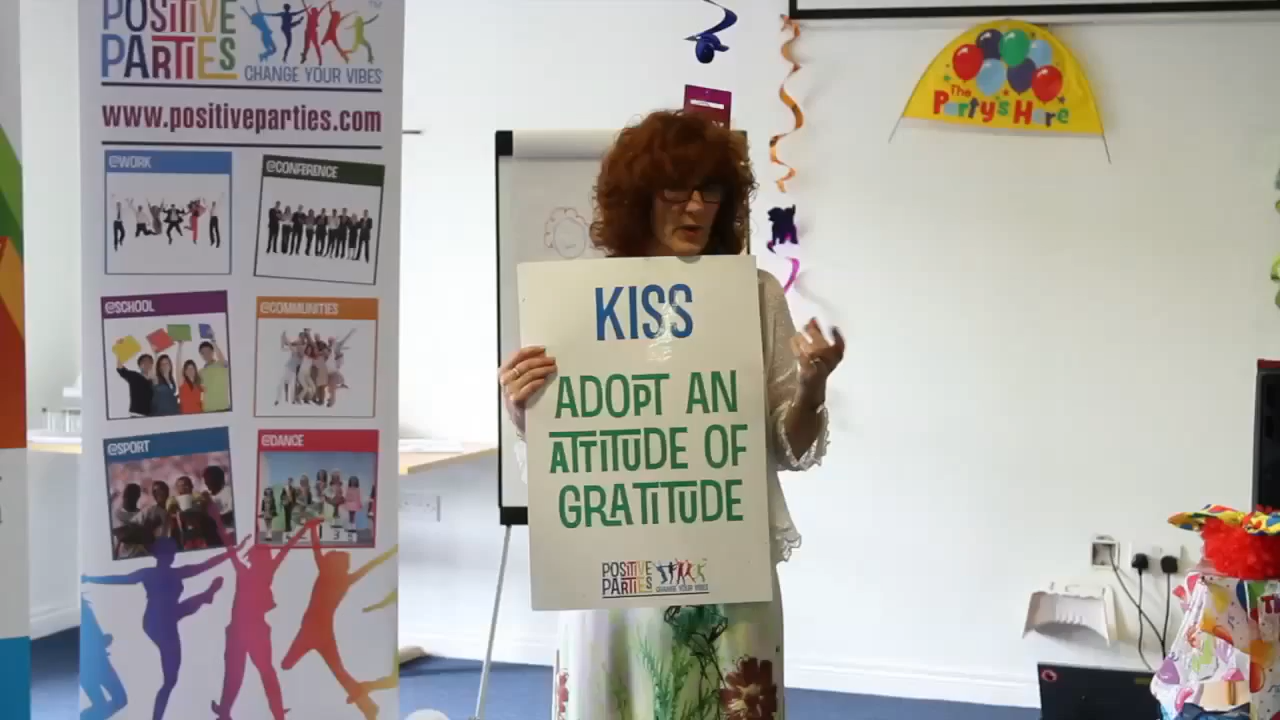 POSITIVE
PARTIES
CHANGE YOUR VIBES
TM
www.positiveparties.com
@WORK
@CONFERENCE
@SCHOOL
@COMMUNITIES
@SPORT
@DANCE
The
Party's Here
KISS
ADOPT AN
ATTITUDE OF
GRATITUDE
POSITIVE
PARTIES
CHANGE YOUR VIBES